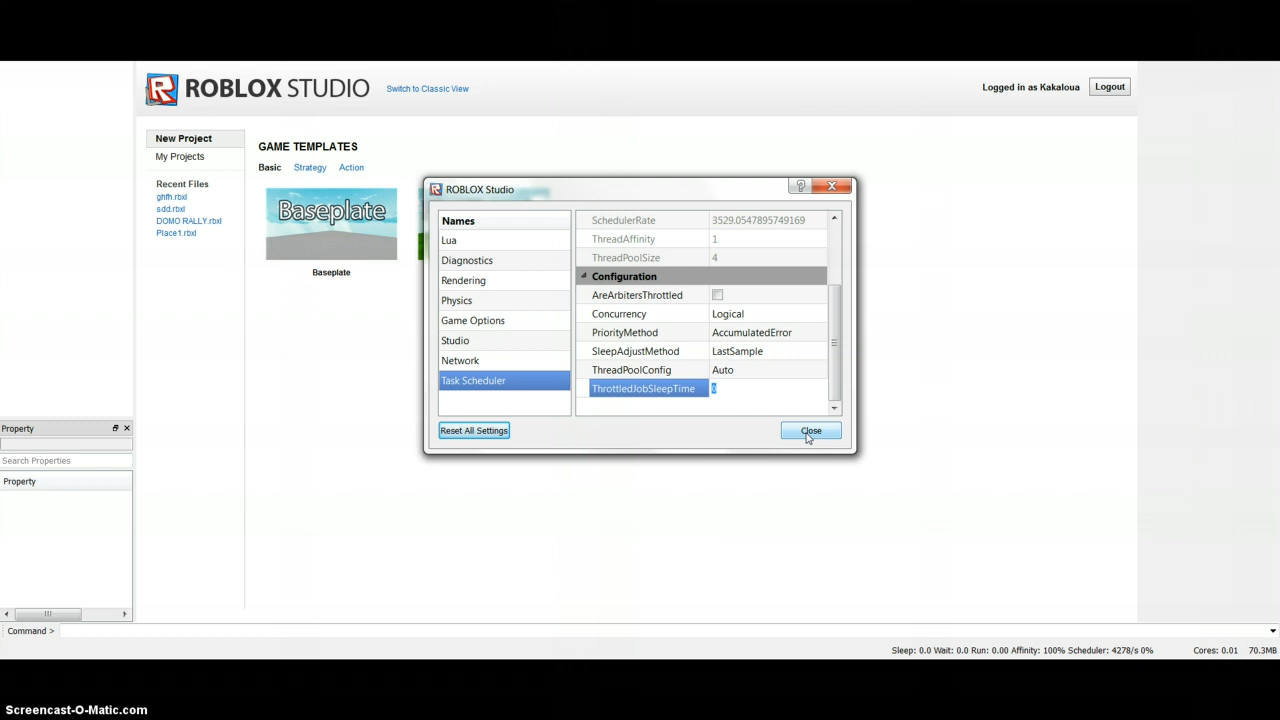 ROBLOX STUDIO
Switch to Classic View
Logged in as Kakaloua
Logout
New Project
My Projects
Recent Files
ghfh.rbxl
sdd.rbxl
DOMO RALLY.rbxl
Place1.rbxl
GAME TEMPLATES
Basic Strategy Action
Baseplate
Baseplate
ROBLOX Studio
Names
Lua
Diagnostics
Rendering
Physics
Game Options
Studio
Network
Task Scheduler
SchedulerRate 3529.0547895749169
ThreadAffinity 1
ThreadPoolSize 4
Configuration
AreArbitersThrottled
Concurrency Logical
PriorityMethod AccumulatedError
SleepAdjustMethod LastSample
ThreadPoolConfig Auto
ThrottledJobSleepTime 0
Reset All Settings
Close
Property
Search Properties
Property
Command >
Sleep: 0.0 Wait: 0.0 Run: 0.00 Affinity: 100% Scheduler: 4278/s 0% Cores: 0.01 70.3MB
Screencast-O-Matic.com